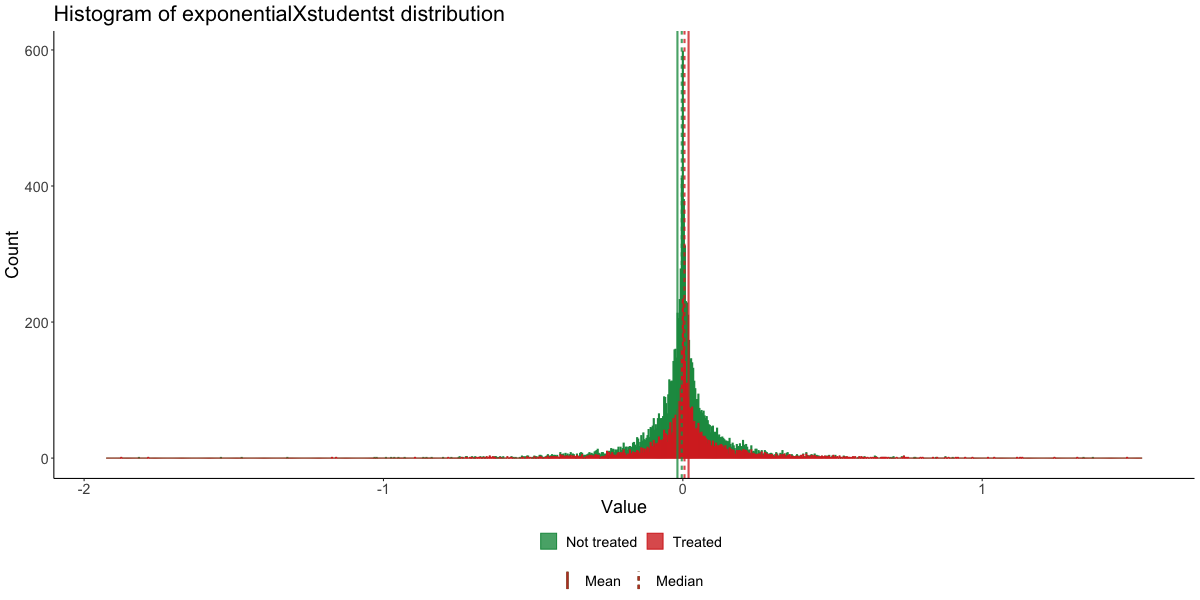 Histogram of exponentialXstudentst distribution
600
400
200
0
Count
-2
-1
0
1
Value
Not treated
Treated
Mean
Median